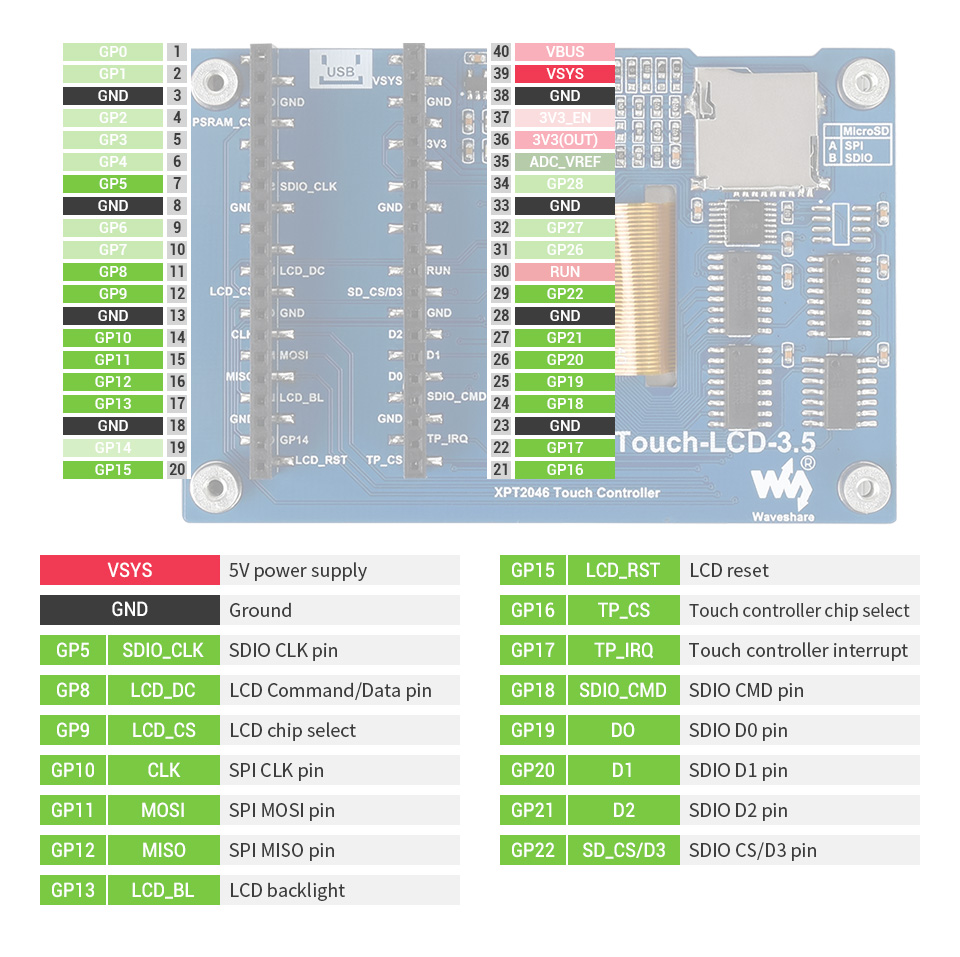 GP0 1
GP1 2
GND 3
GP2 4
GP3 5
GP4 6
GP5 7
GND 8
GP6 9
GP7 10
GP8 11
GP9 12
GND 13
GP10 14
GP11 15
GP12 16
GP13 17
GND 18
GP14 19
GP15 20
USB
GND
PSRAM_CS
SDIO_CLK
GND
LCD_DC
LCD_CS
GND
CLK
MOSI
MISO
LCD_BL
GND
GP14
LCD_RST
VSYS
GND
3V3
GND
RUN
SD_CS/D3
GND
D2
D1
D0
SDIO_CMD
GND
TP_IRQ
TP_CS
40 VBUS
39 VSYS
38 GND
37 3V3_EN
36 3V3(OUT)
35 ADC_VREF
34 GP28
33 GND
32 GP27
31 GP26
30 RUN
29 GP22
28 GND
27 GP21
26 GP20
25 GP19
24 GP18
23 GND
22 GP17
21 GP16
MicroSD
A SPI
B SDIO
Touch-LCD-3.5
XPT2046 Touch Controller
®
Waveshare
VSYS 5V power supply
GND Ground
GP5 SDIO_CLK SDIO CLK pin
GP8 LCD_DC LCD Command/Data pin
GP9 LCD_CS LCD chip select
GP10 CLK SPI CLK pin
GP11 MOSI SPI MOSI pin
GP12 MISO SPI MISO pin
GP13 LCD_BL LCD backlight
GP15 LCD_RST LCD reset
GP16 TP_CS Touch controller chip select
GP17 TP_IRQ Touch controller interrupt
GP18 SDIO_CMD SDIO CMD pin
GP19 DO SDIO D0 pin
GP20 D1 SDIO D1 pin
GP21 D2 SDIO D2 pin
GP22 SD_CS/D3 SDIO CS/D3 pin